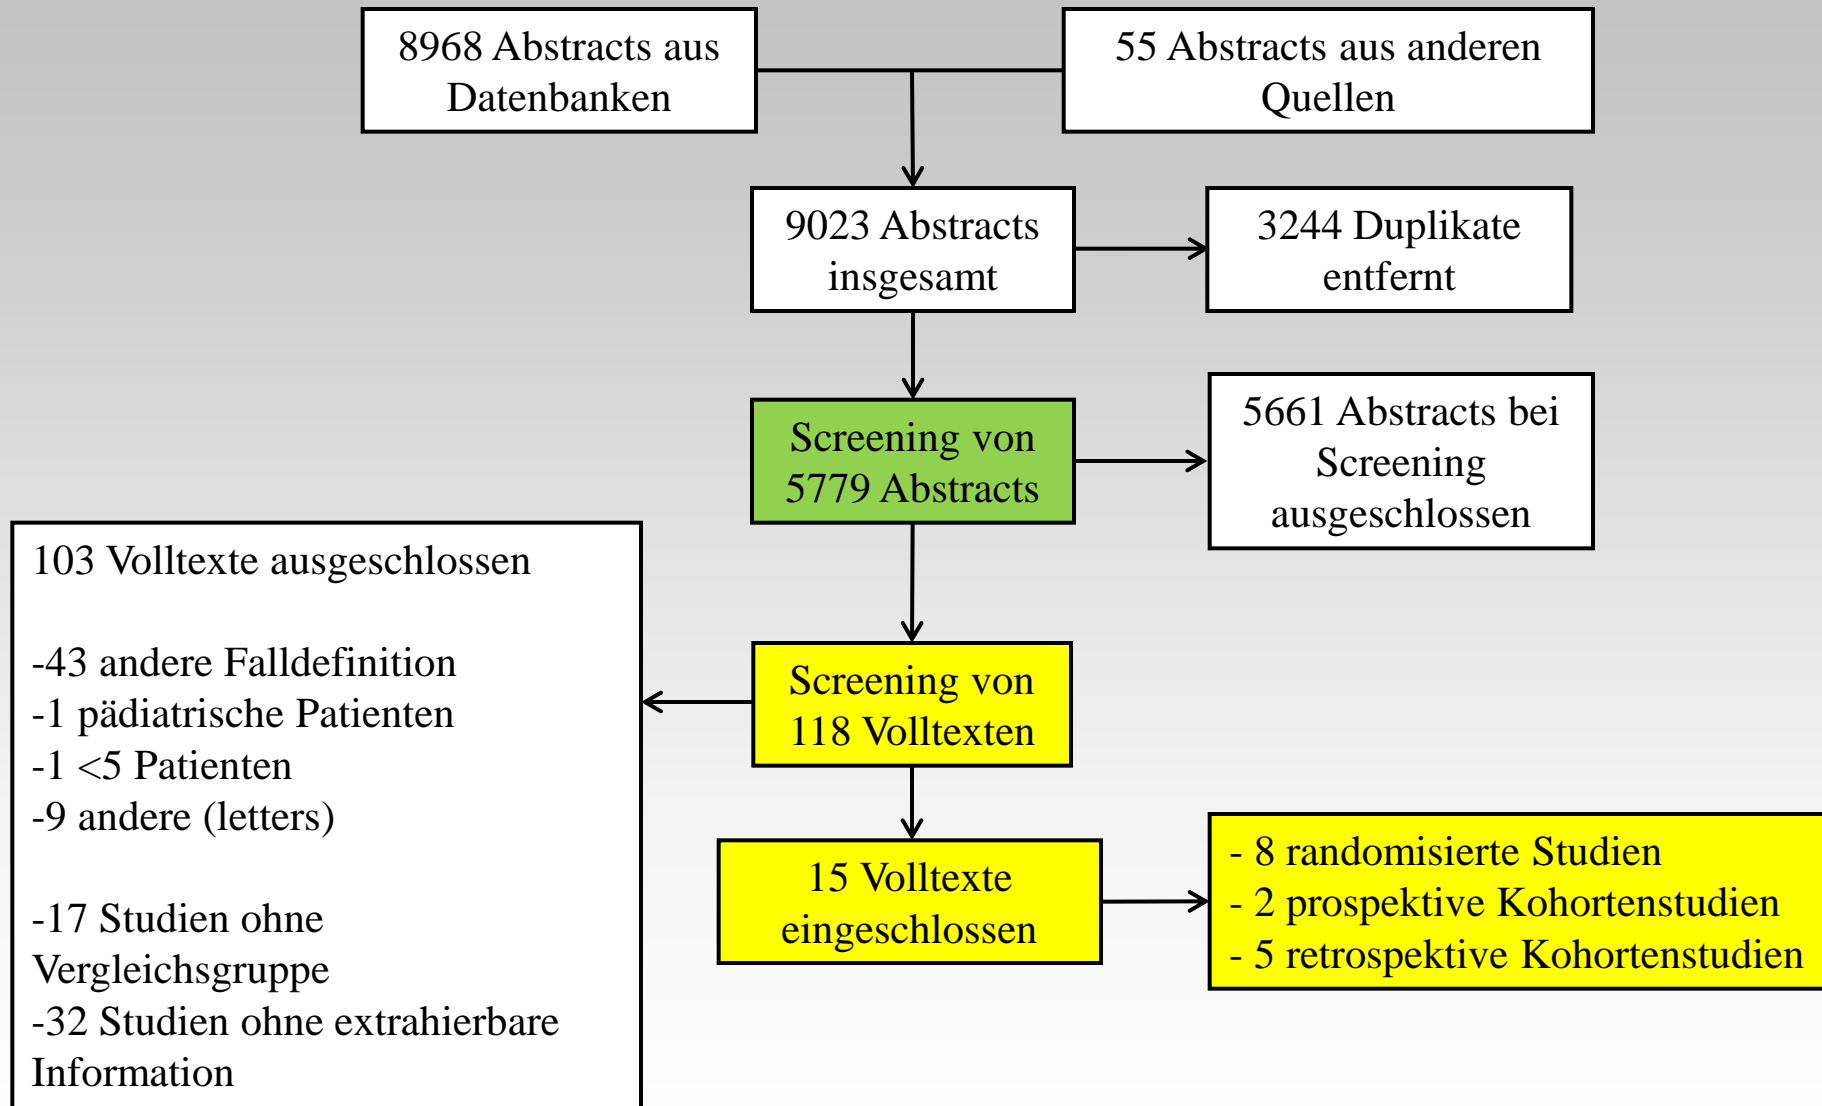 8968 Abstracts aus
Datenbanken
55 Abstracts aus anderen
Quellen
9023 Abstracts
insgesamt
3244 Duplikate
entfernt
Screening von
5779 Abstracts
5661 Abstracts bei
Screening
ausgeschlossen
103 Volltexte ausgeschlossen
-43 andere Falldefinition
-1 pädiatrische Patienten
-1 <5 Patienten
-9 andere (letters)
-17 Studien ohne
Vergleichsgruppe
-32 Studien ohne extrahierbare
Information
Screening von
118 Volltexten
15 Volltexte
eingeschlossen
- 8 randomisierte Studien
- 2 prospektive Kohortenstudien
- 5 retrospektive Kohortenstudien